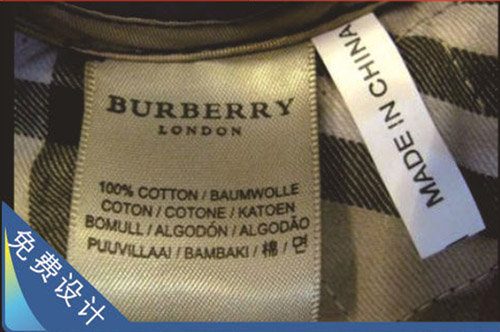 BURBERRY
LONDON
100% COTTON / BAUMWOLLE
COTON / COTONE / KATOEN
BOMULL / ALGODÓN / ALGODÃO
PUUVILLAA! / BAMBAKI / 棉 / 면
MADE IN CHINA
免费设计